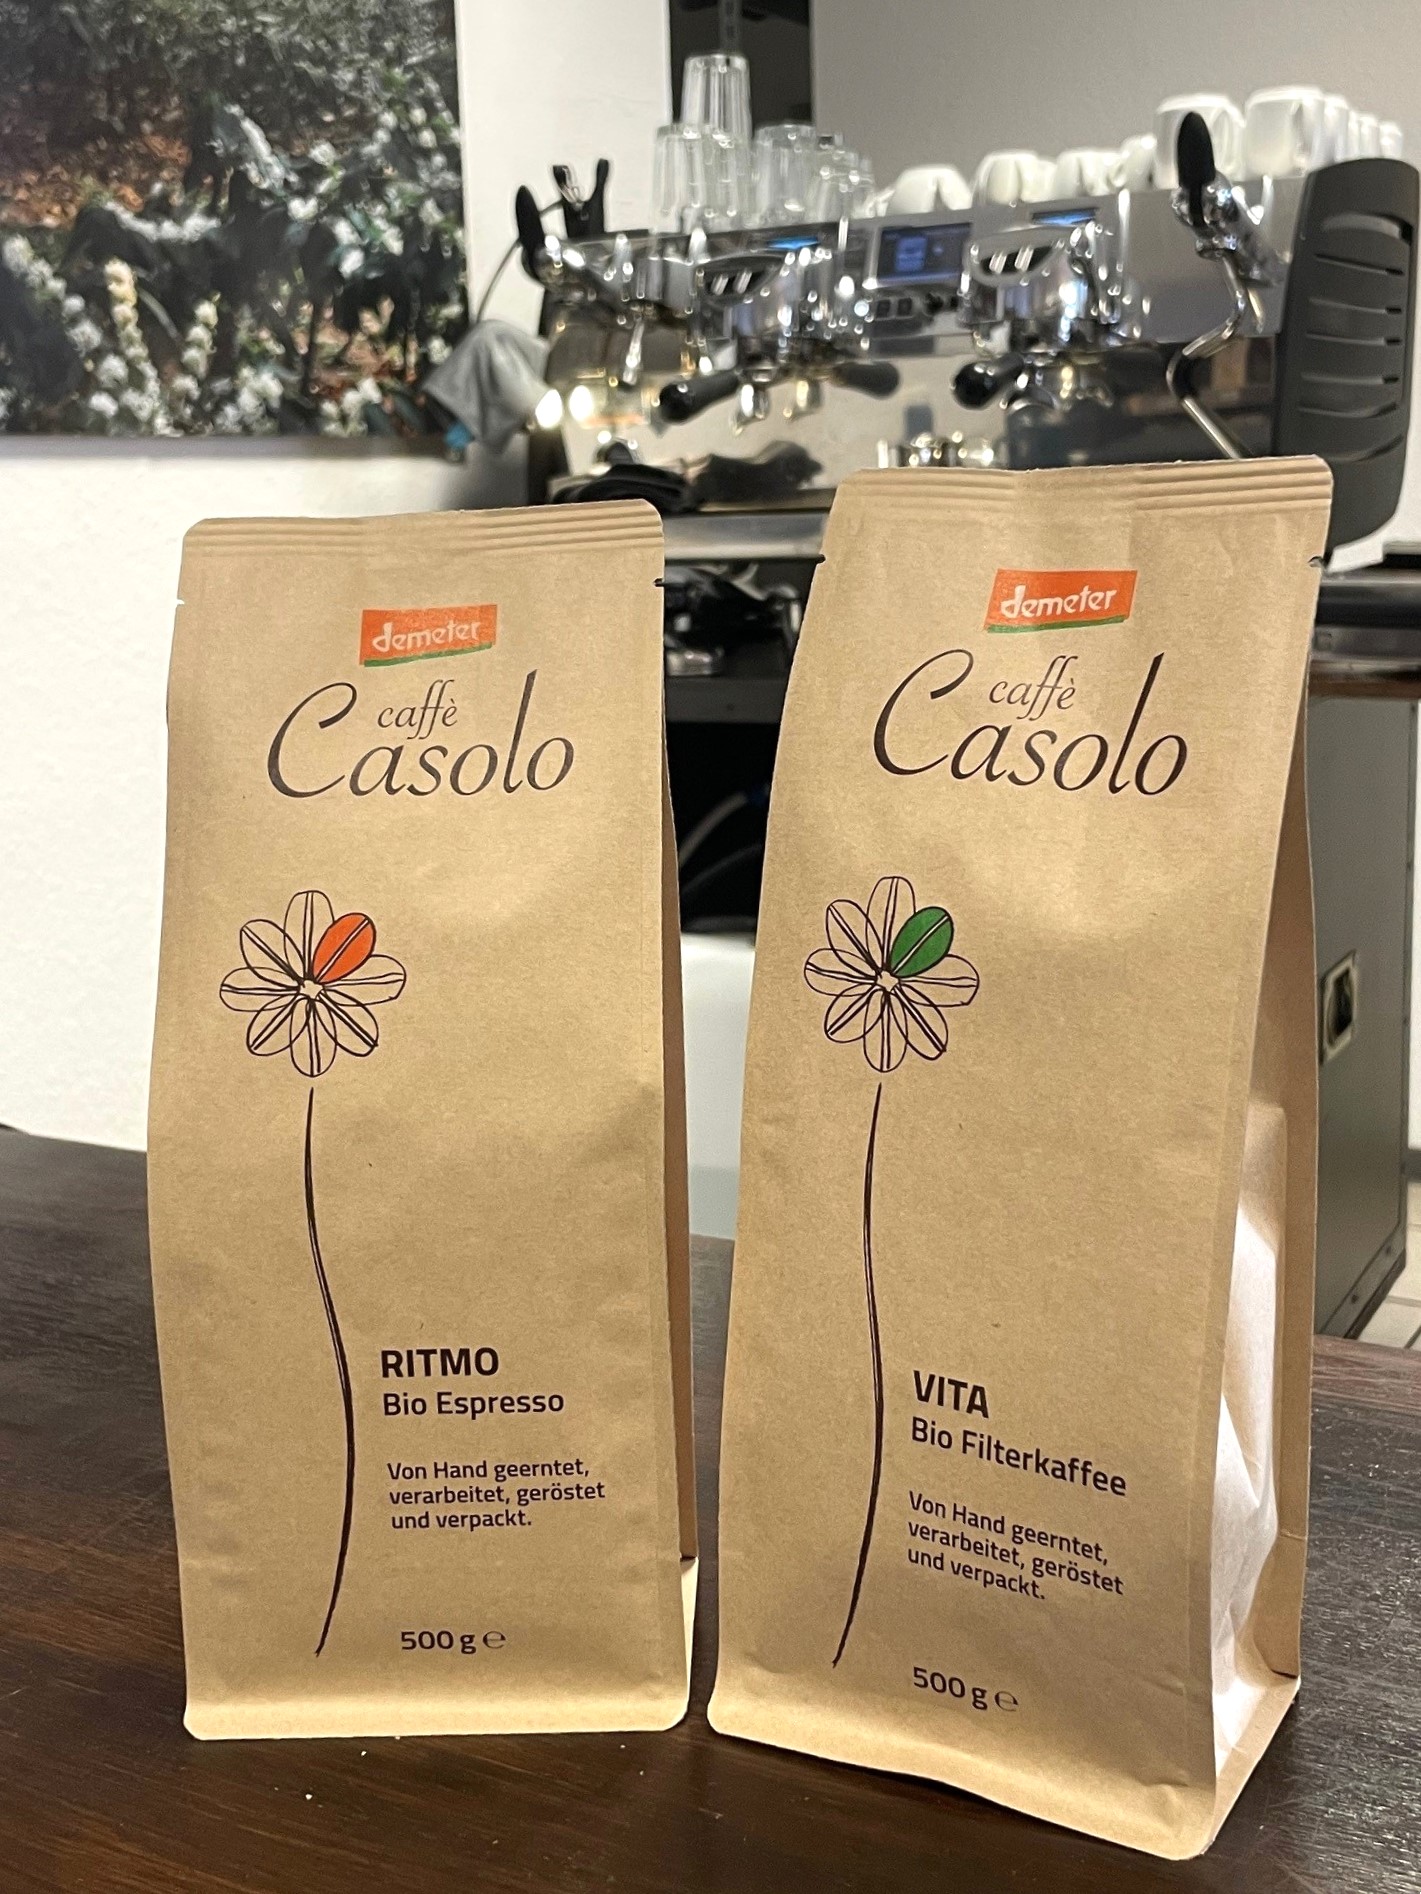 demeter
caffè
Casolo
RITMO
Bio Espresso
Von Hand geerntet,
verarbeitet, geröstet
und verpackt.
500 g ℮
demeter
caffè
Casolo
VITA
Bio Filterkaffee
Von Hand geerntet,
verarbeitet, geröstet
und verpackt.
500 g ℮